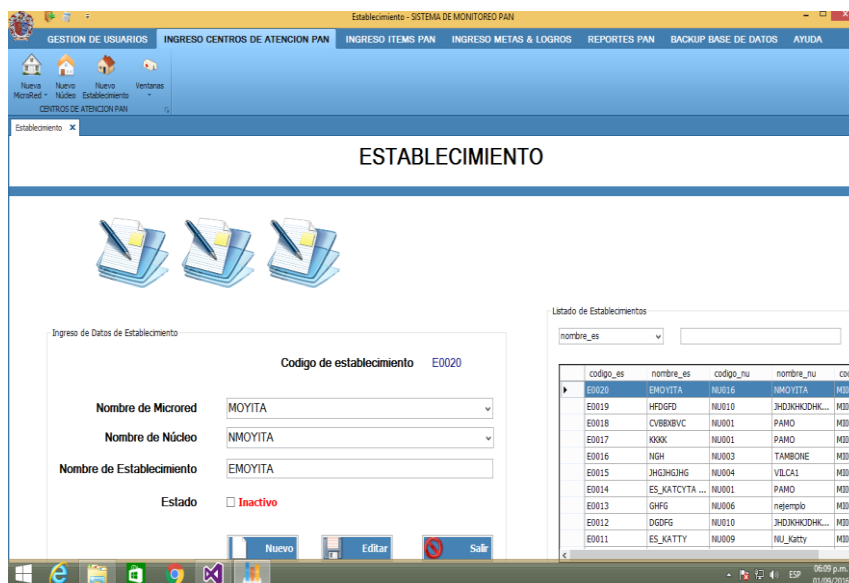 Establecimiento - SISTEMA DE MONITOREO PAN
GESTION DE USUARIOS INGRESO CENTROS DE ATENCION PAN INGRESO ITEMS PAN INGRESO METAS & LOGROS REPORTES PAN BACKUP BASE DE DATOS AYUDA
Nueva MicroRed
Nuevo Núcleo
Nuevo Establecimiento
Ventanas
CENTROS DE ATENCION PAN
Establecimiento X
ESTABLECIMIENTO
Ingreso de Datos de Establecimiento
Codigo de establecimiento E0020
Nombre de Microred MOYITA
Nombre de Núcleo NMOYITA
Nombre de Establecimiento EMOYITA
Estado Inactivo
Nuevo Editar Salir
Listado de Establecimientos
nombre_es
codigo_es nombre_es codigo_nu nombre_nu
E0020 EMOYITA NU016 NMOYITA
E0019 HFDGFD NU010 JHDJKHKJDHK...
E0018 CVBBXBVC NU001 PAMO
E0017 KKKK NU001 PAMO
E0016 NGH NU003 TAMBONE
E0015 JHGJHGJHG NU004 VILCA1
E0014 ES_KATCYTA ... NU001 PAMO
E0013 GHFG NU006 nejemplo
E0012 DGDFG NU010 JHDJKHKJDHK...
E0011 ES_KATTY NU009 NU_Katty
ESP
06:09 p.m.